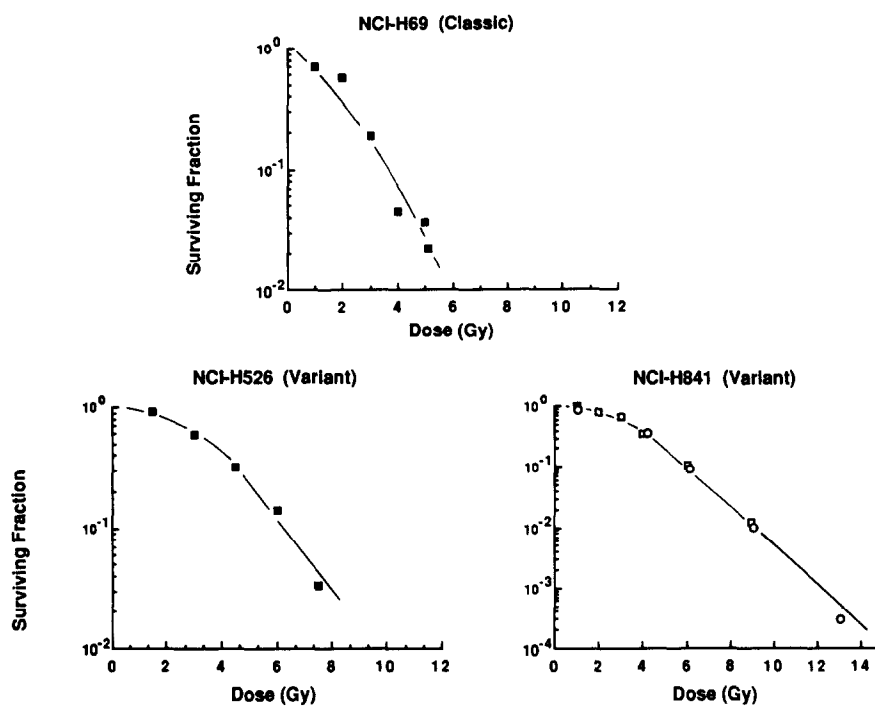 NCI-H69 (Classic)
10^0
10^-1
10^-2
Surviving Fraction
0 2 4 6 8 10 12
Dose (Gy)
NCI-H526 (Variant)
10^0
10^-1
10^-2
Surviving Fraction
0 2 4 6 8 10 12
Dose (Gy)
NCI-H841 (Variant)
10^0
10^-1
10^-2
10^-3
10^-4
0 2 4 6 8 10 12 14
Dose (Gy)